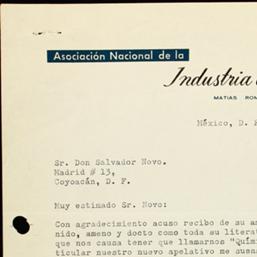 Asociación Nacional de la
Industria
MATIAS ROM
México, D. F
Sr. Don Salvador Novo.
Madrid # 13,
Coyoacán, D. F.
Muy estimado Sr. Novo:
Con agradecimiento acuso recibo de su am
nido, ameno y docto como toda su literat
que nos causa tener que llamarnos "Quím
ticular nuestro nuevo apelativo me suen